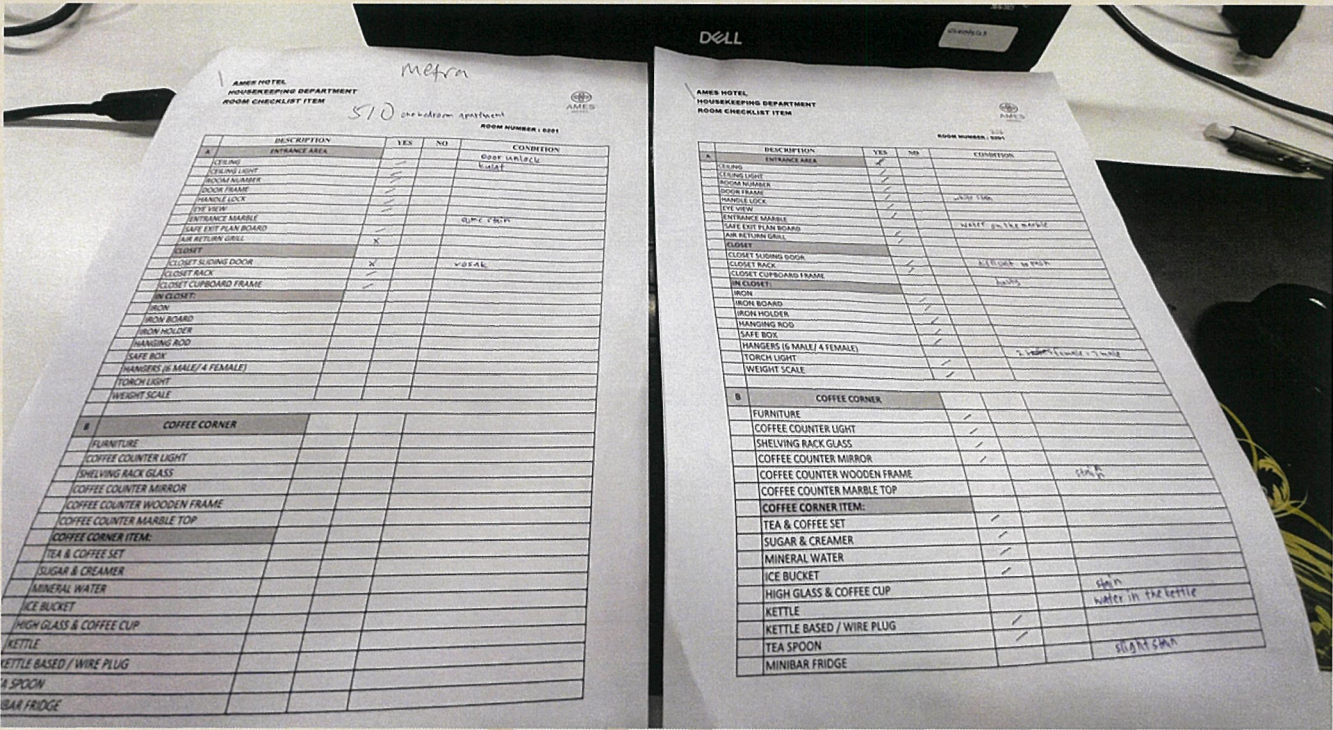 DELL
Metra
AMES HOTEL
HOUSEKEEPING DEPARTMENT
ROOM CHECKLIST ITEM
AMES
510 one bedroom apartment
ROOM NUMBER : 0201
DESCRIPTION YES NO CONDITION
A ENTRANCE AREA Door unlock
CEILING / kulat
CEILING LIGHT /
ROOM NUMBER /
DOOR FRAME /
HANDLE LOCK /
EYE VIEW /
ENTRANCE MARBLE stain
SAFE EXIT PLAN BOARD /
AIR RETURN GRILL x
CLOSET
CLOSET SLIDING DOOR x rosak
CLOSET RACK /
CLOSET CUPBOARD FRAME /
IN CLOSET:
IRON
IRON BOARD
IRON HOLDER
HANGING ROD
SAFE BOX
HANGERS (6 MALE/ 4 FEMALE)
TORCH LIGHT
WEIGHT SCALE
B COFFEE CORNER
FURNITURE
COFFEE COUNTER LIGHT
SHELVING RACK GLASS
COFFEE COUNTER MIRROR
COFFEE COUNTER WOODEN FRAME
COFFEE COUNTER MARBLE TOP
COFFEE CORNER ITEM:
TEA & COFFEE SET
SUGAR & CREAMER
MINERAL WATER
ICE BUCKET
HIGH GLASS & COFFEE CUP
KETTLE
KETTLE BASED / WIRE PLUG
A SPOON
BAR FRIDGE
AMES HOTEL
HOUSEKEEPING DEPARTMENT
ROOM CHECKLIST ITEM
AMES
ROOM NUMBER : 0201
DESCRIPTION YES NO CONDITION
A ENTRANCE AREA
CEILING
CEILING LIGHT
ROOM NUMBER
DOOR FRAME
HANDLE LOCK white stain
EYE VIEW
ENTRANCE MARBLE
SAFE EXIT PLAN BOARD water on the marble
AIR RETURN GRILL
CLOSET
CLOSET SLIDING DOOR
CLOSET RACK
CLOSET CUPBOARD FRAME
IN CLOSET:
IRON
IRON BOARD
IRON HOLDER
HANGING ROD
SAFE BOX
HANGERS (6 MALE/ 4 FEMALE)
TORCH LIGHT
WEIGHT SCALE
B COFFEE CORNER
FURNITURE
COFFEE COUNTER LIGHT
SHELVING RACK GLASS
COFFEE COUNTER MIRROR
COFFEE COUNTER WOODEN FRAME
COFFEE COUNTER MARBLE TOP
COFFEE CORNER ITEM:
TEA & COFFEE SET
SUGAR & CREAMER
MINERAL WATER
ICE BUCKET
HIGH GLASS & COFFEE CUP stain
KETTLE water in the kettle
KETTLE BASED / WIRE PLUG
TEA SPOON
MINIBAR FRIDGE slight stain